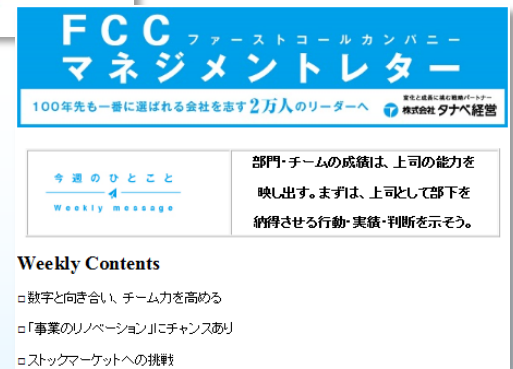 FCC ファーストコールカンパニー
マネジメントレター
100年先も一番に選ばれる会社を志す2万人のリーダーへ
変化と成長に挑む戦略パートナー
株式会社タナベ経営
今週のひとこと
Weekly message
部門・チームの成績は、上司の能力を
映し出す。まずは、上司として部下を
納得させる行動・実績・判断を示そう。
Weekly Contents
□数字と向き合い、チーム力を高める
□「事業のリノベーション」にチャンスあり
□ストックマーケットへの挑戦